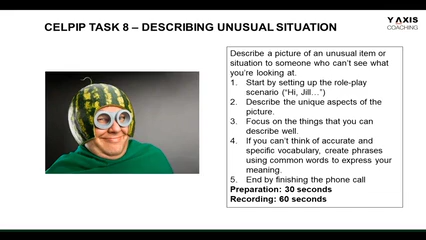 Y AXIS
COACHING
CELPIP TASK 8 – DESCRIBING UNUSUAL SITUATION
Describe a picture of an unusual item or
situation to someone who can't see what
you're looking at.
1. Start by setting up the role-play
scenario ("Hi, Jill…")
2. Describe the unique aspects of the
picture.
3. Focus on the things that you can
describe well.
4. If you can't think of accurate and
specific vocabulary, create phrases
using common words to express your
meaning.
5. End by finishing the phone call
Preparation: 30 seconds
Recording: 60 seconds